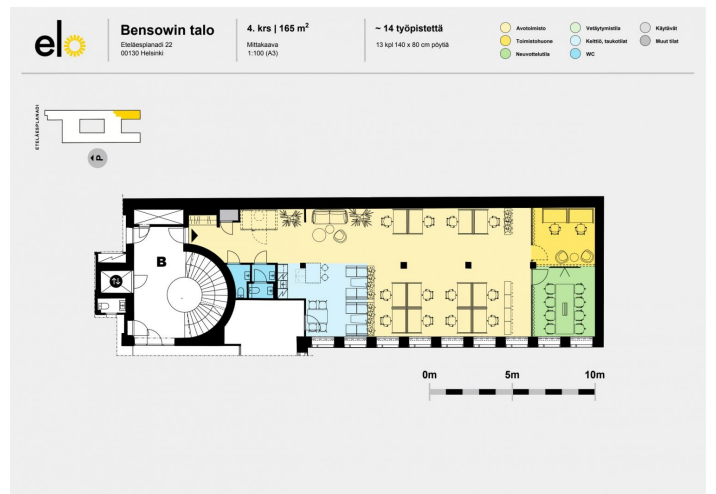 elo
Bensowin talo
Eteläesplanadi 22
00130 Helsinki
4. krs | 165 m²
Mittakaava
1:100 (A3)
~ 14 työpistettä
13 kpl 140 x 80 cm pöytiä
Avotoimisto
Toimistohuone
Neuvottelutila
Vetäytymistila
Keittiö, taukotilat
WC
Käytävät
Muut tilat
ETELÄESPLANADI
P
B
0m 5m 10m